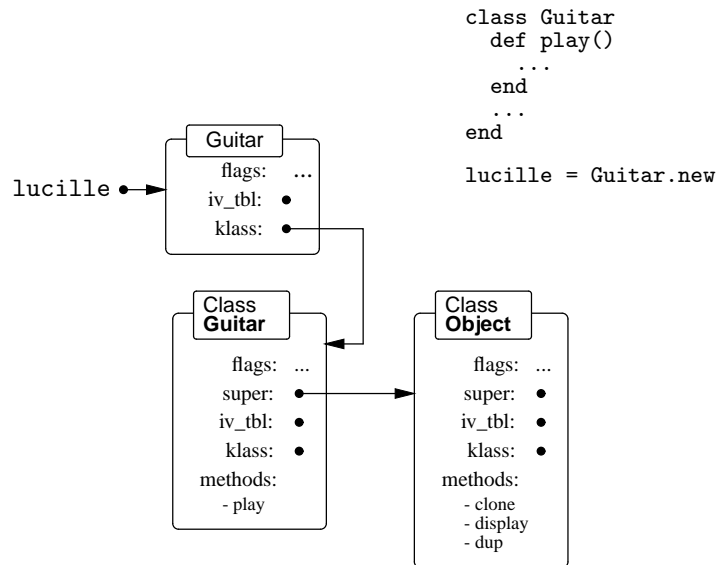 class Guitar
def play()
...
end
...
end
lucille = Guitar.new
Guitar
flags: ...
iv_tbl:
klass:
lucille
Class
Guitar
flags: ...
super:
iv_tbl:
klass:
methods:
- play
Class
Object
flags: ...
super:
iv_tbl:
klass:
methods:
- clone
- display
- dup